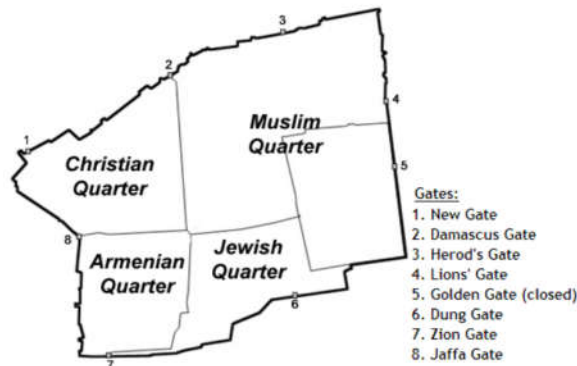 3
2
4
Muslim
Quarter
1
Christian
Quarter
5
8
Jewish
Quarter
Armenian
Quarter
6
7
Gates:
1. New Gate
2. Damascus Gate
3. Herod's Gate
4. Lions' Gate
5. Golden Gate (closed)
6. Dung Gate
7. Zion Gate
8. Jaffa Gate